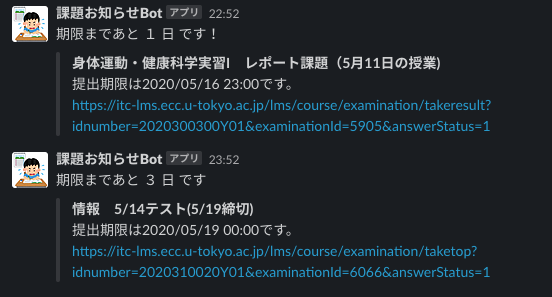 課題お知らせBot アプリ 22:52
期限まであと 1 日 です！
身体運動・健康科学実習I　レポート課題（5月11日の授業)
提出期限は2020/05/16 23:00です。
https://itc-lms.ecc.u-tokyo.ac.jp/lms/course/examination/takeresult?
idnumber=2020300300Y01&examinationId=5905&answerStatus=1
課題お知らせBot アプリ 23:52
期限まであと 3 日 です
情報　5/14テスト(5/19締切)
提出期限は2020/05/19 00:00です。
https://itc-lms.ecc.u-tokyo.ac.jp/lms/course/examination/taketop?
idnumber=2020310020Y01&examinationId=6066&answerStatus=1